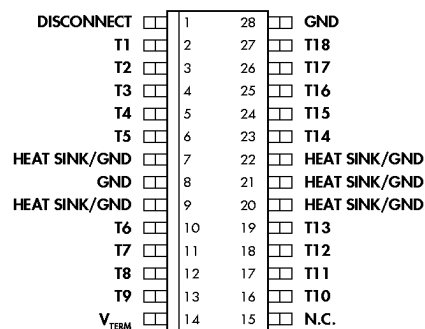 DISCONNECT 1 28 GND
T1 2 27 T18
T2 3 26 T17
T3 4 25 T16
T4 5 24 T15
T5 6 23 T14
HEAT SINK/GND 7 22 HEAT SINK/GND
GND 8 21 HEAT SINK/GND
HEAT SINK/GND 9 20 HEAT SINK/GND
T6 10 19 T13
T7 11 18 T12
T8 12 17 T11
T9 13 16 T10
VTERM 14 15 N.C.